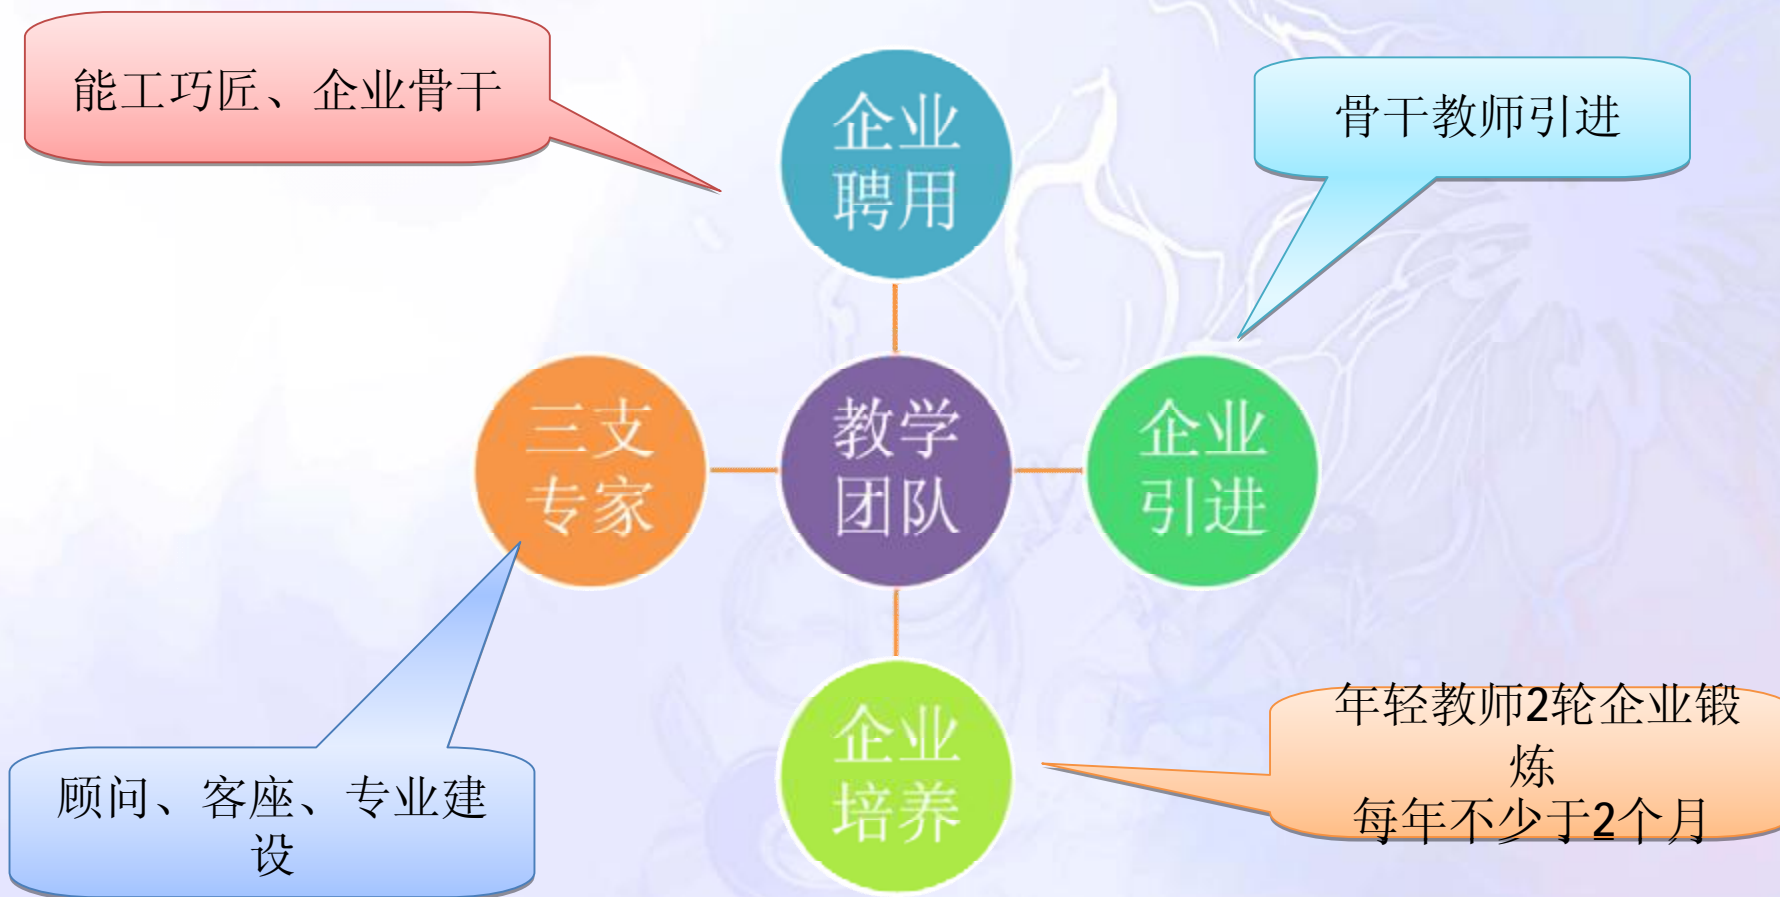 能工巧匠、企业骨干
企业
聘用
骨干教师引进
三支
专家
教学
团队
企业
引进
顾问、客座、专业建
设
企业
培养
年轻教师2轮企业锻
炼
每年不少于2个月